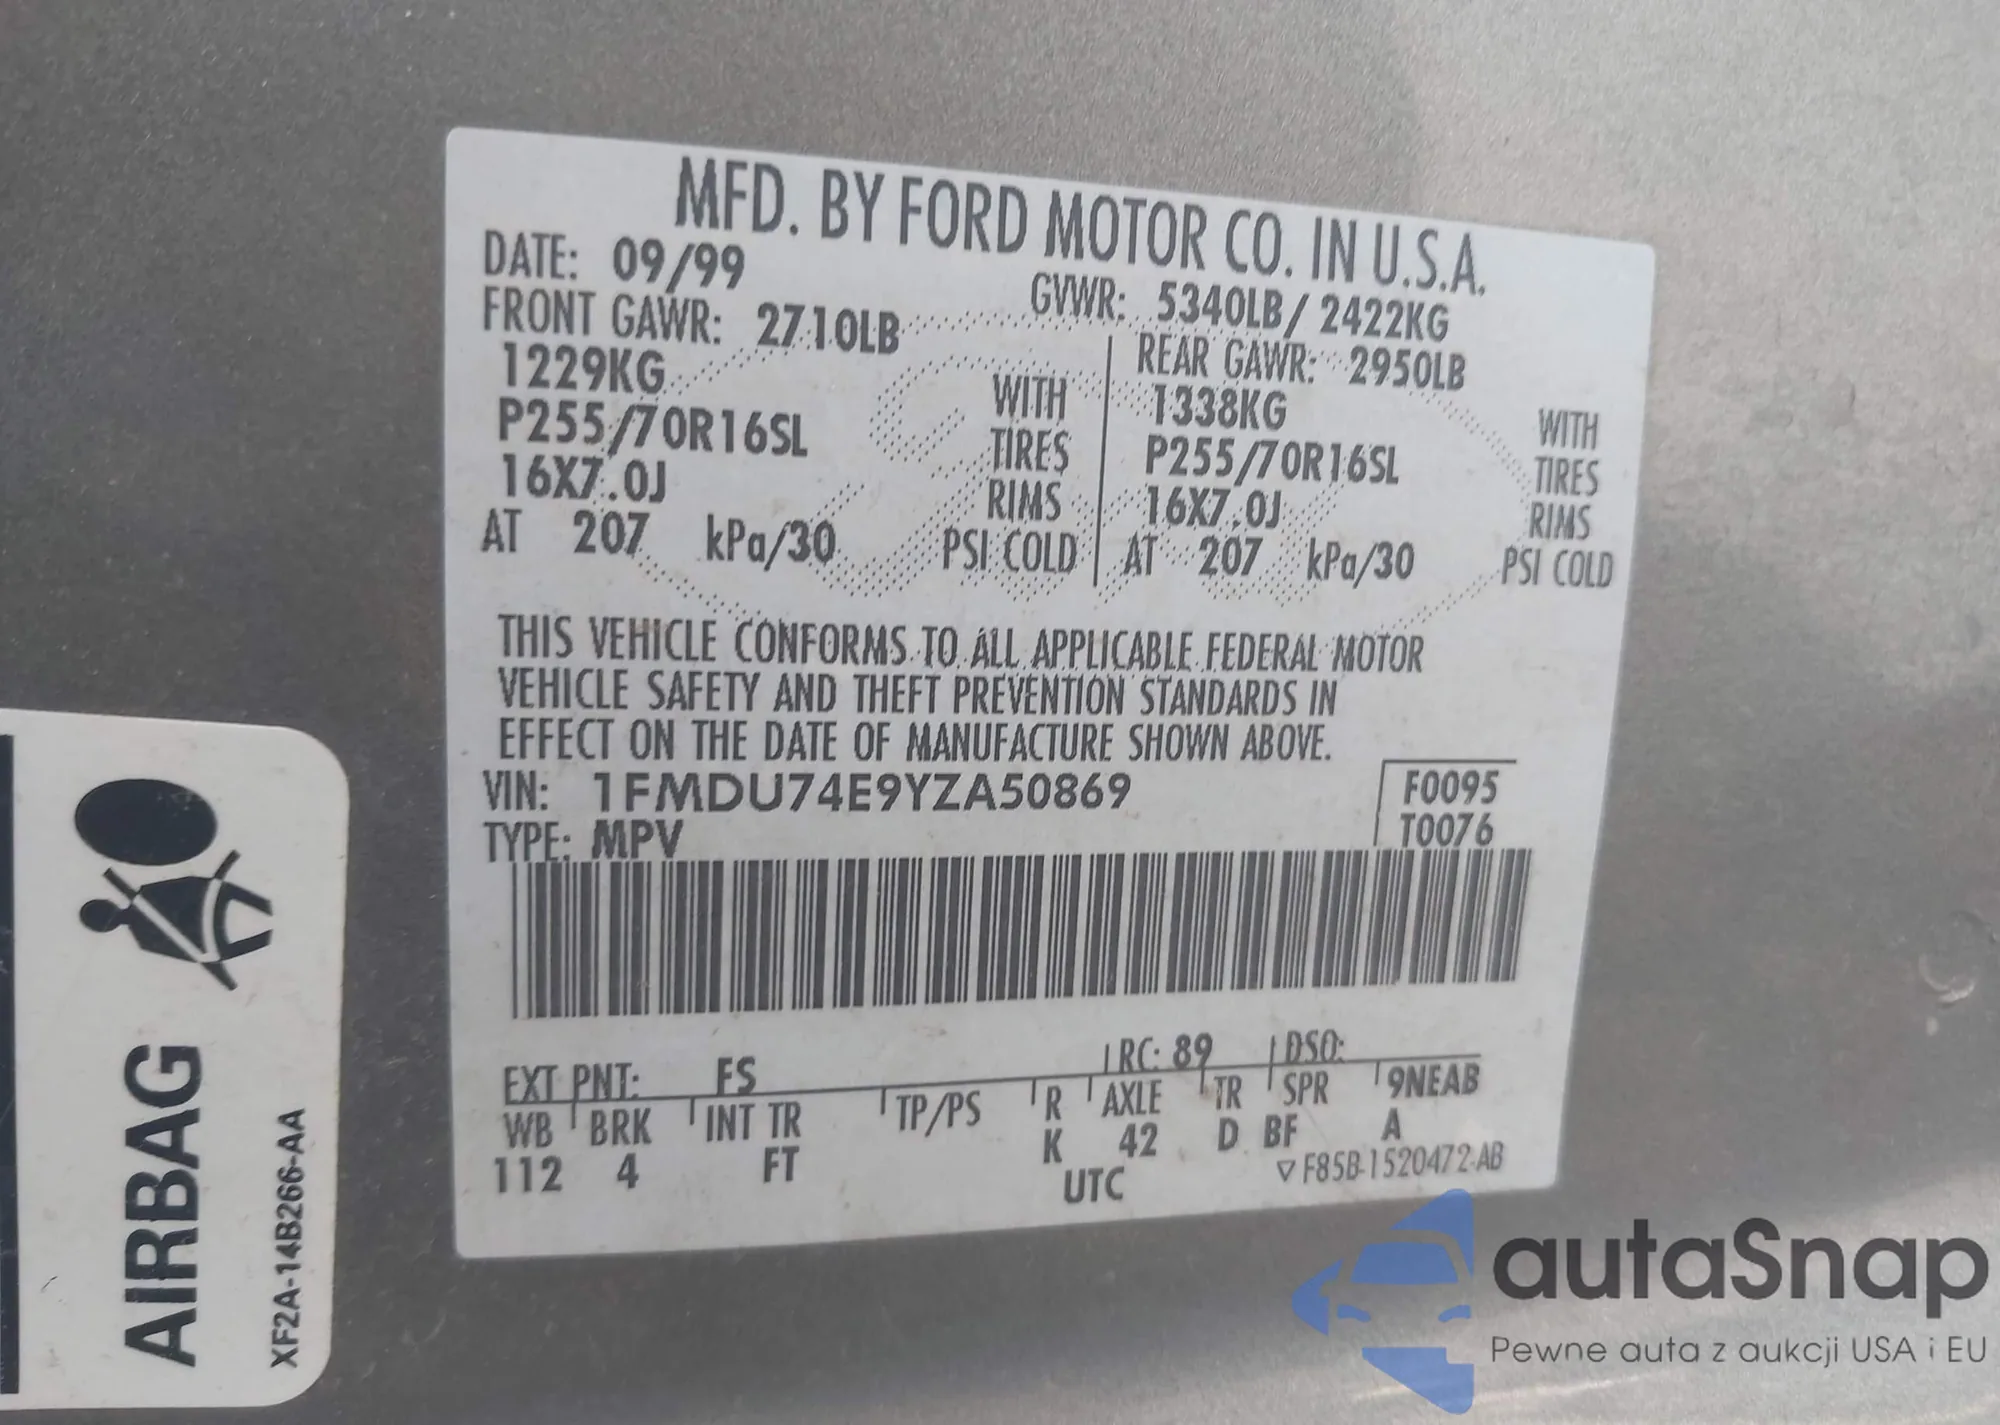 MFD. BY FORD MOTOR CO. IN U.S.A.
DATE: 09/99 GVWR: 5340LB/ 2422KG
FRONT GAWR: 2710LB REAR GAWR: 2950LB
1229KG WITH 1338KG WITH
P255/70R16SL TIRES P255/70R16SL TIRES
16X7.0J RIMS 16X7.0J RIMS
AT 207 kPa/30 PSI COLD AT 207 kPa/30 PSI COLD
THIS VEHICLE CONFORMS TO ALL APPLICABLE FEDERAL MOTOR
VEHICLE SAFETY AND THEFT PREVENTION STANDARDS IN
EFFECT ON THE DATE OF MANUFACTURE SHOWN ABOVE.
VIN: 1FMDU74E9YZA50869 F0095
TYPE: MPV T0076
EXT PNT: FS RC: 89 DSO:
WB BRK INT TR TP/PS R AXLE TR SPR 9NEAB
112 4 FT K 42 D BF A
UTC ▽ F85B-1520472-AB
AIRBAG
XF2A-14B266-AA
autaSnap
Pewne auta z aukcji USA i EU